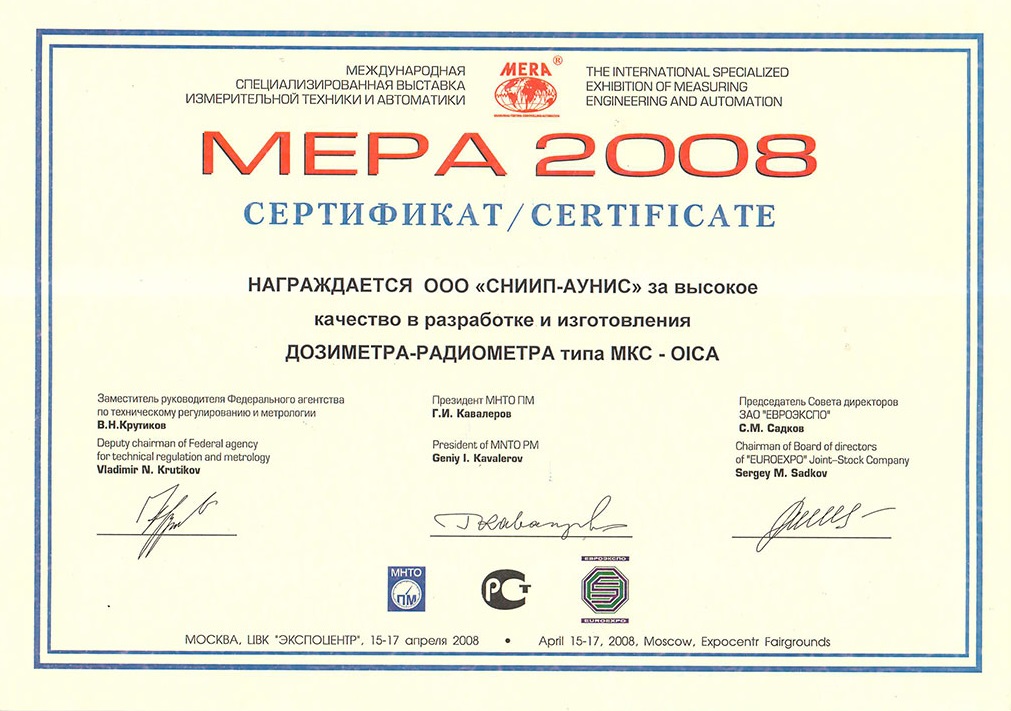 МЕЖДУНАРОДНАЯ
СПЕЦИАЛИЗИРОВАННАЯ ВЫСТАВКА
ИЗМЕРИТЕЛЬНОЙ ТЕХНИКИ И АВТОМАТИКИ
MERA®
THE INTERNATIONAL SPECIALIZED
EXHIBITION OF MEASURING
ENGINEERING AND AUTOMATION
МЕРА 2008
СЕРТИФИКАТ/CERTIFICATE
НАГРАЖДАЕТСЯ ООО «СНИИП-АУНИС» за высокое
качество в разработке и изготовления
ДОЗИМЕТРА-РАДИОМЕТРА типа МКС - OICA
Заместитель руководителя Федерального агентства
по техническому регулированию и метрологии
В.Н.Крутиков
Deputy chairman of Federal agency
for technical regulation and metrology
Vladimir N. Krutikov
Президент МНТО ПМ
Г.И. Кавалеров
President of MNTO PM
Geniy I. Kavalerov
Председатель Совета директоров
ЗАО "ЕВРОЭКСПО"
С.М. Садков
Chairman of Board of directors
of "EUROEXPO" Joint-Stock Company
Sergey M. Sadkov
МНТО
ПМ
РСТ
ЕВРОЭКСПО
EUROEXPO
МОСКВА, ЦВК "ЭКСПОЦЕНТР", 15-17 апреля 2008 • April 15-17, 2008, Moscow, Expocentr Fairgrounds